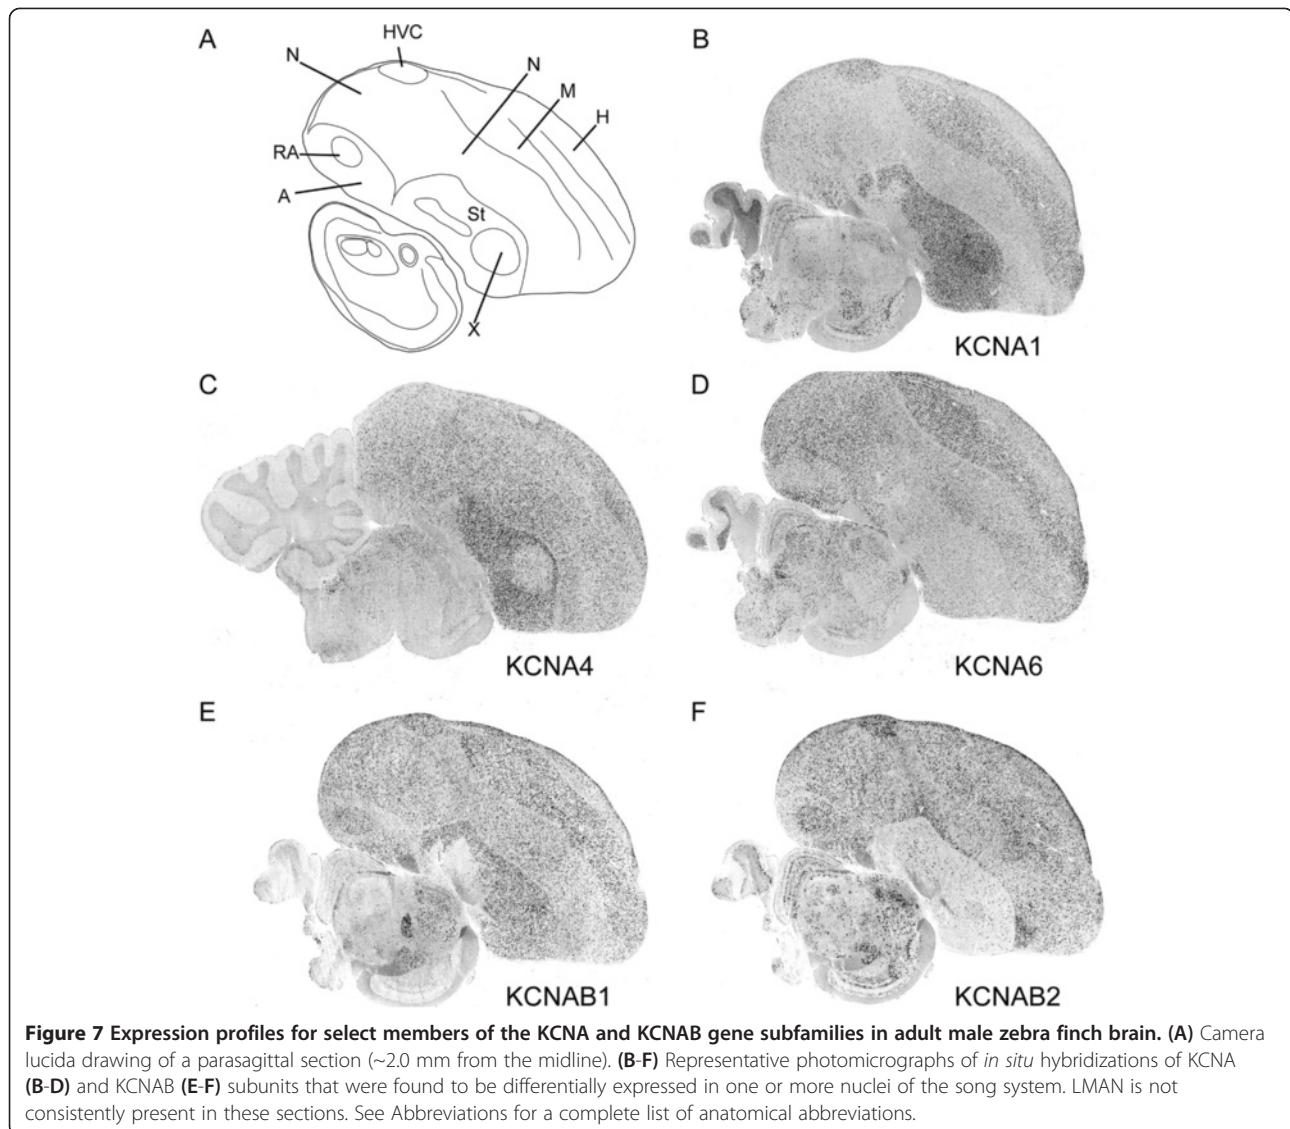 A
HVC
N
N
M
H
RA
A
St
X
B
KCNA1
C
KCNA4
D
KCNA6
E
KCNAB1
F
KCNAB2
Figure 7 Expression profiles for select members of the KCNA and KCNAB gene subfamilies in adult male zebra finch brain. (A) Camera
lucida drawing of a parasagittal section (~2.0 mm from the midline). (B-F) Representative photomicrographs of in situ hybridizations of KCNA
(B-D) and KCNAB (E-F) subunits that were found to be differentially expressed in one or more nuclei of the song system. LMAN is not
consistently present in these sections. See Abbreviations for a complete list of anatomical abbreviations.